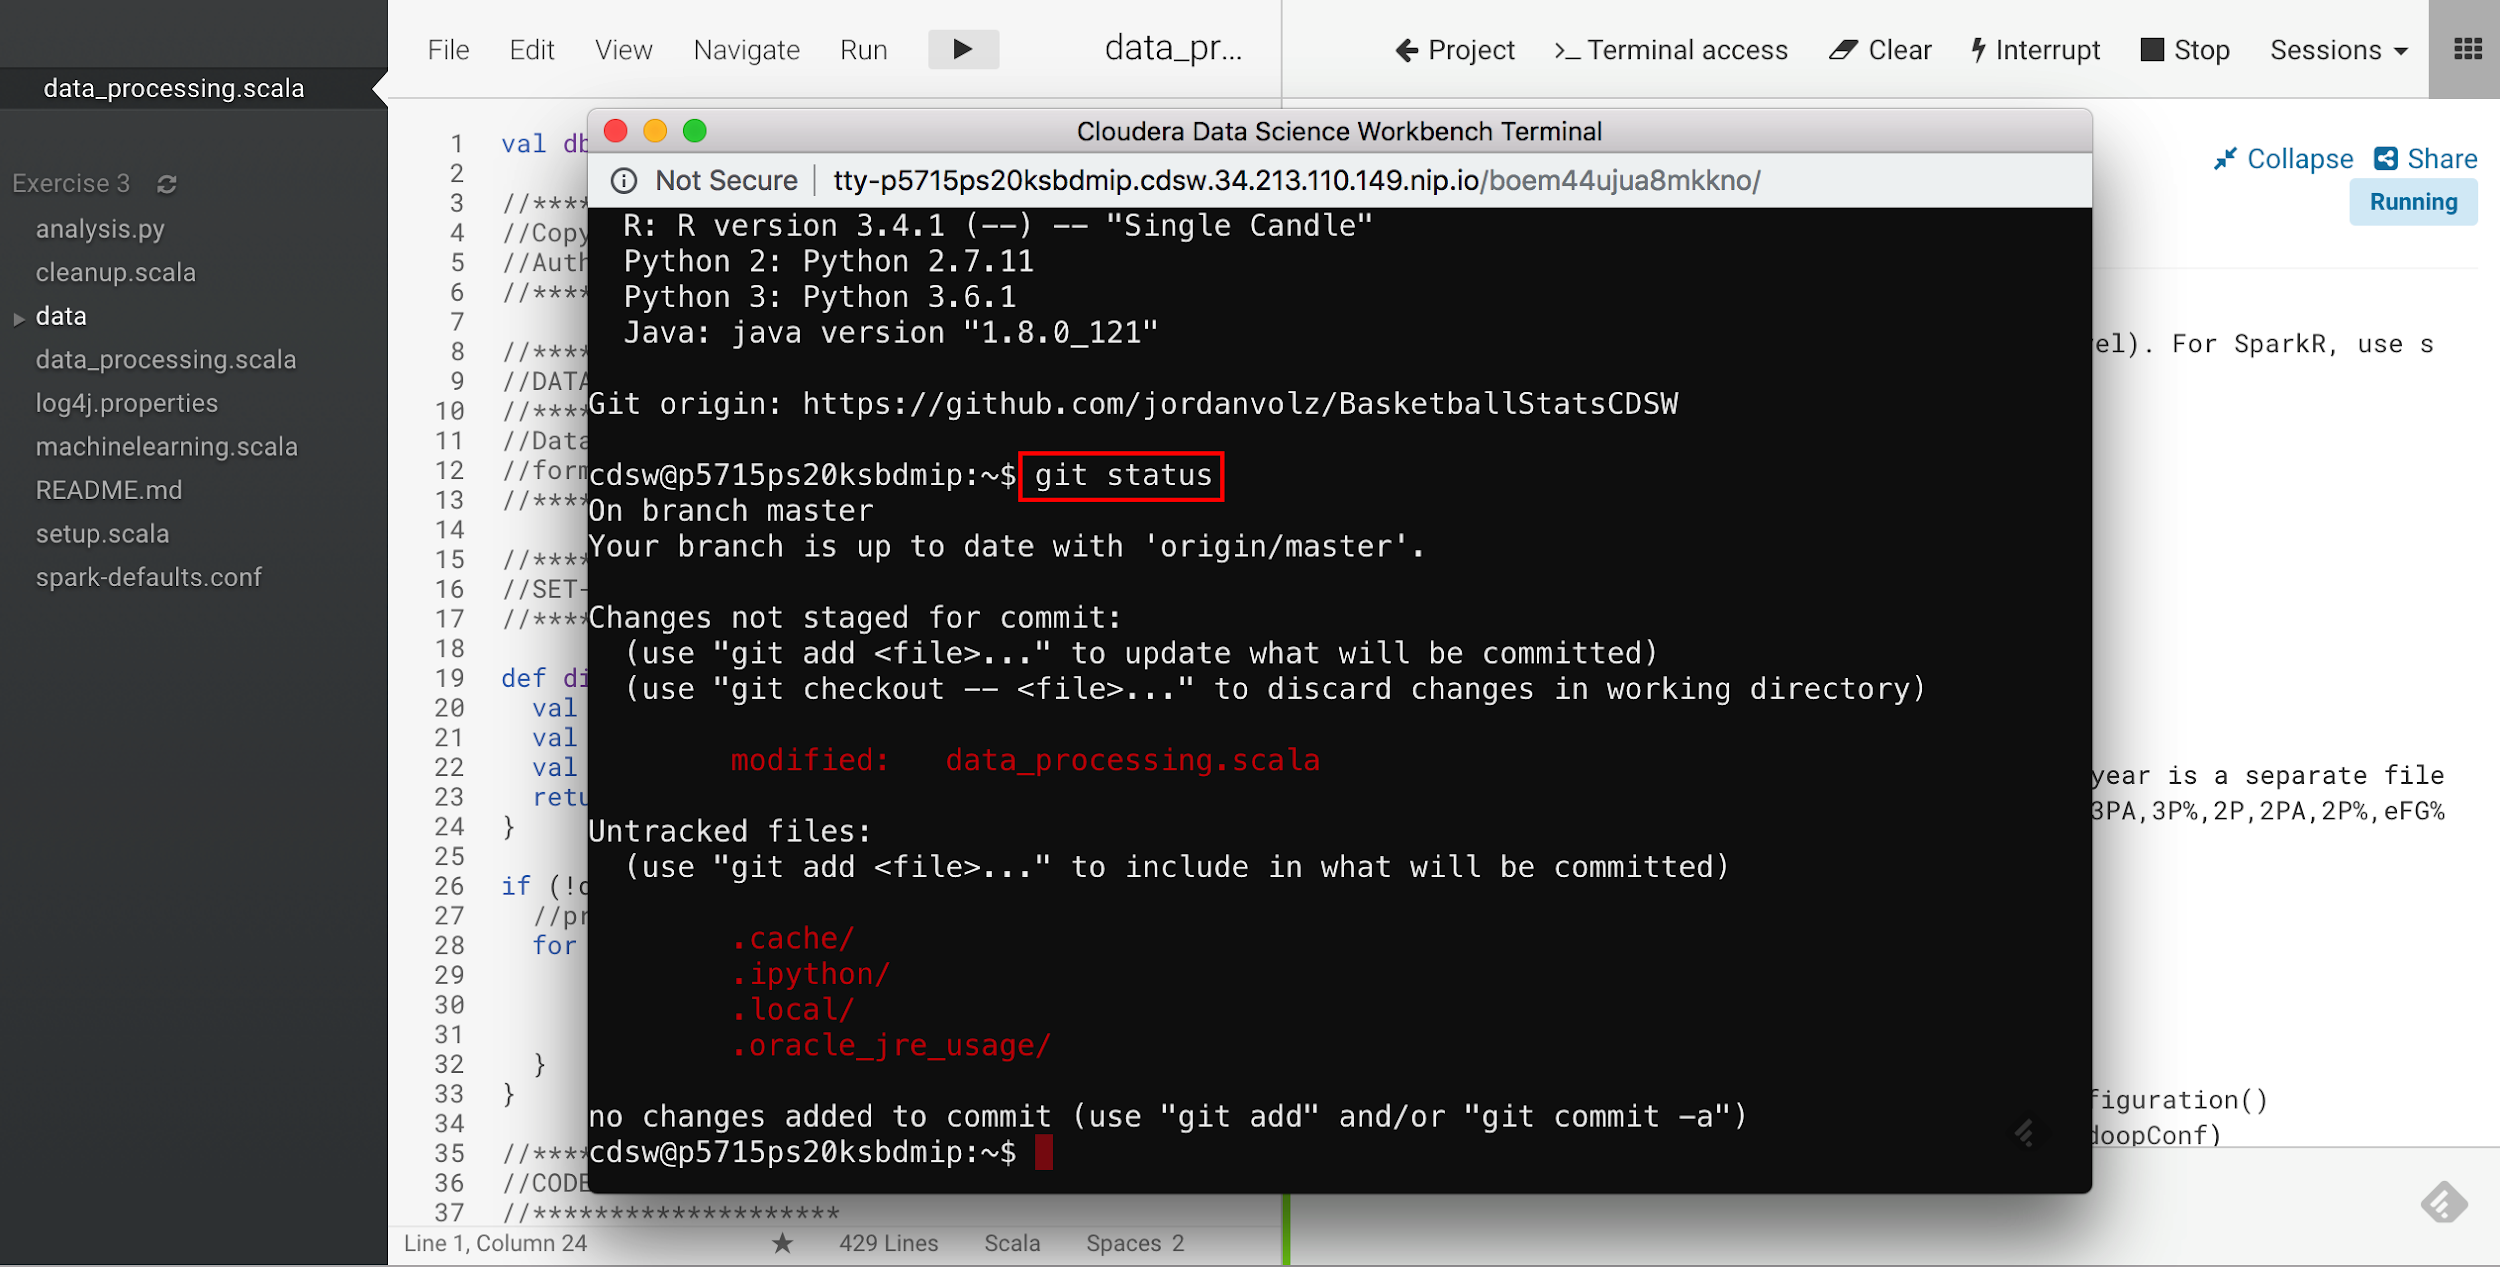 File Edit View Navigate Run data_pr... Project >_ Terminal access Clear Interrupt Stop Sessions
data_processing.scala
Exercise 3
analysis.py
cleanup.scala
data
data_processing.scala
log4j.properties
machinelearning.scala
README.md
setup.scala
spark-defaults.conf
1 val db
2
3 //****
4 //Copy
5 //Auth
6 //****
7
8 //****
9 //DATA
10 //****
11 //Data
12 //form
13 //****
14
15 //****
16 //SET-
17 //****
18
19 def di
20 val
21 val
22 val
23 retu
24 }
25
26 if (!
27 //pr
28 for
29
30
31
32 }
33 }
34
35 //****
36 //CODE
37 //*********************
Line 1, Column 24 ★ 429 Lines Scala Spaces 2
Cloudera Data Science Workbench Terminal
Not Secure | tty-p5715ps20ksbdmip.cdsw.34.213.110.149.nip.io/boem44ujua8mkkno/
R: R version 3.4.1 (--) -- "Single Candle"
Python 2: Python 2.7.11
Python 3: Python 3.6.1
Java: java version "1.8.0_121"
Git origin: https://github.com/jordanvolz/BasketballStatsCDSW
cdsw@p5715ps20ksbdmip:~$ git status
On branch master
Your branch is up to date with 'origin/master'.
Changes not staged for commit:
(use "git add <file>..." to update what will be committed)
(use "git checkout -- <file>..." to discard changes in working directory)
modified: data_processing.scala
Untracked files:
(use "git add <file>..." to include in what will be committed)
.cache/
.ipython/
.local/
.oracle_jre_usage/
no changes added to commit (use "git add" and/or "git commit -a")
cdsw@p5715ps20ksbdmip:~$
Collapse Share
Running
el). For SparkR, use s
year is a separate file
3PA,3P%,2P,2PA,2P%,eFG%
figuration()
doopConf)